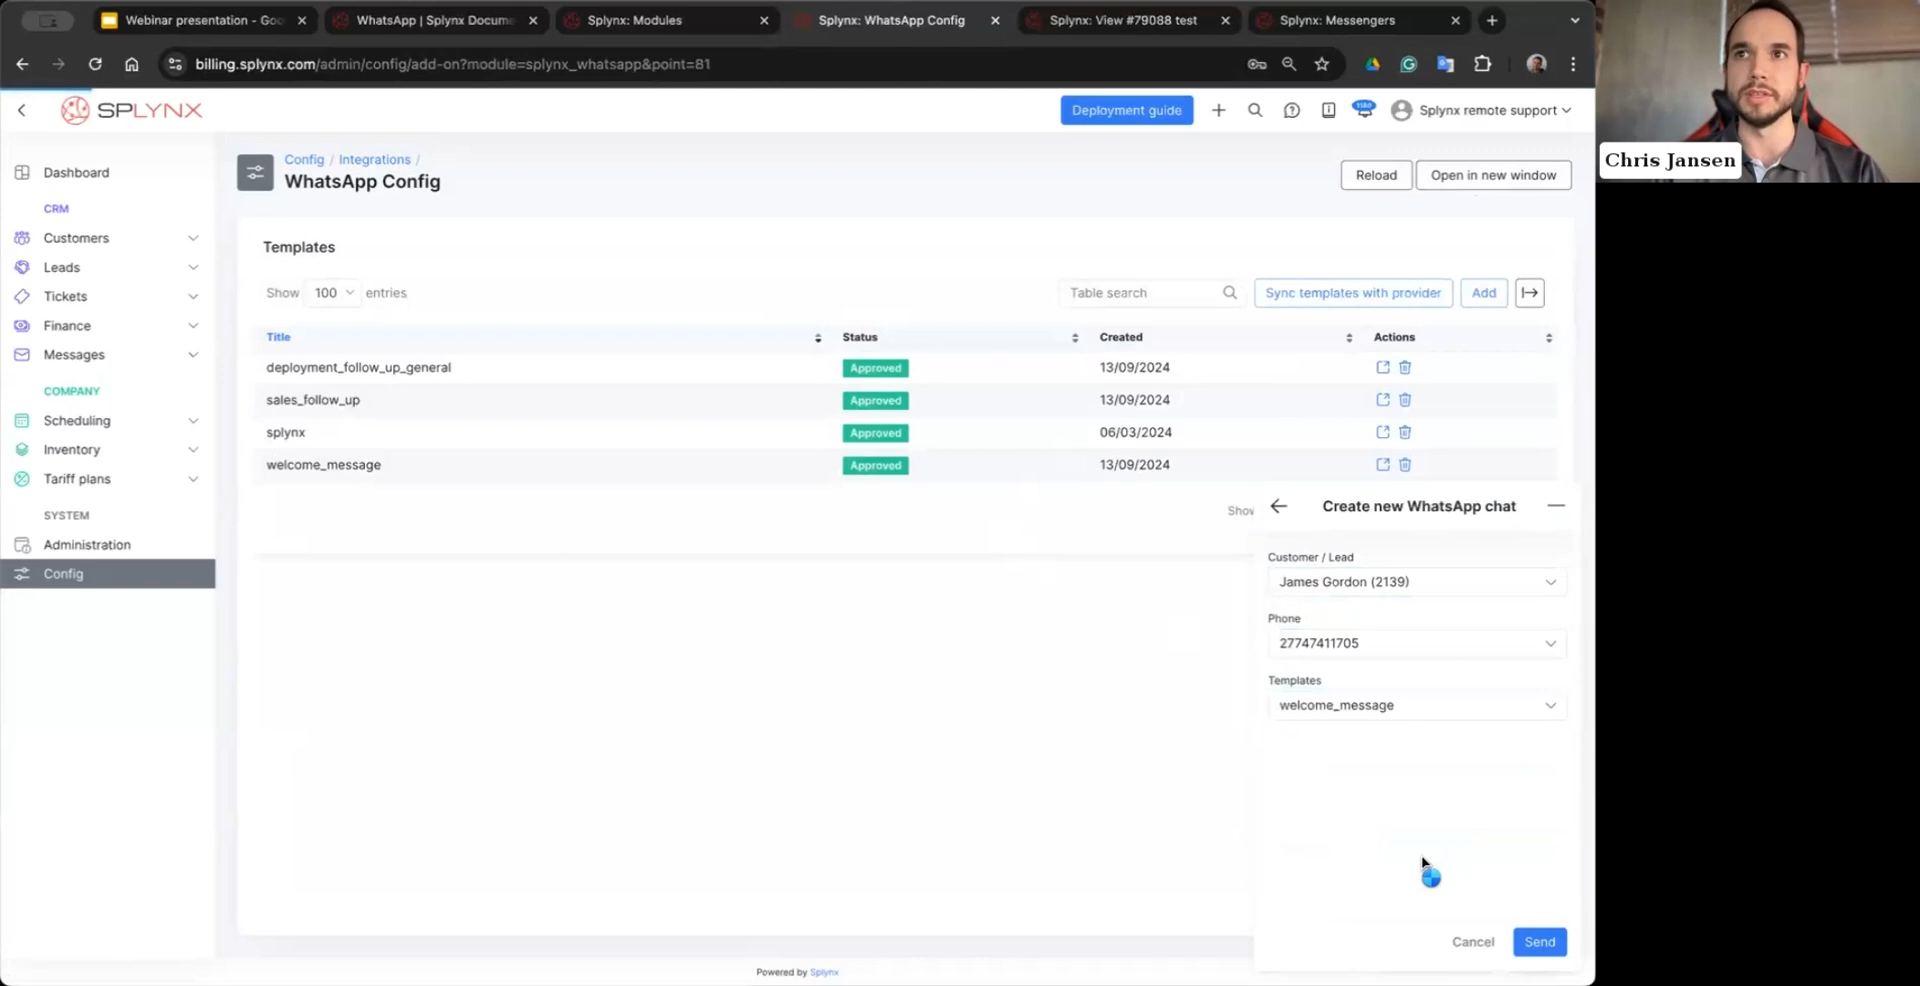 Webinar presentation - Goo
WhatsApp | Splynx Docume
Splynx: Modules
Splynx: WhatsApp Config
Splynx: View #79088 test
Splynx: Messengers
billing.splynx.com/admin/config/add-on?module=splynx_whatsapp&point=81
SPLYNX
Deployment guide
1180
Splynx remote support
Chris Jansen
Config / Integrations /
WhatsApp Config
Reload
Open in new window
Dashboard
CRM
Customers
Leads
Tickets
Finance
Messages
COMPANY
Scheduling
Inventory
Tariff plans
SYSTEM
Administration
Config
Templates
Show 100 entries
Table search
Sync templates with provider
Add
Title Status Created Actions
deployment_follow_up_general Approved 13/09/2024
sales_follow_up Approved 13/09/2024
splynx Approved 06/03/2024
welcome_message Approved 13/09/2024
Show
Create new WhatsApp chat
Customer / Lead
James Gordon (2139)
Phone
27747411705
Templates
welcome_message
Cancel
Send
Powered by Splynx